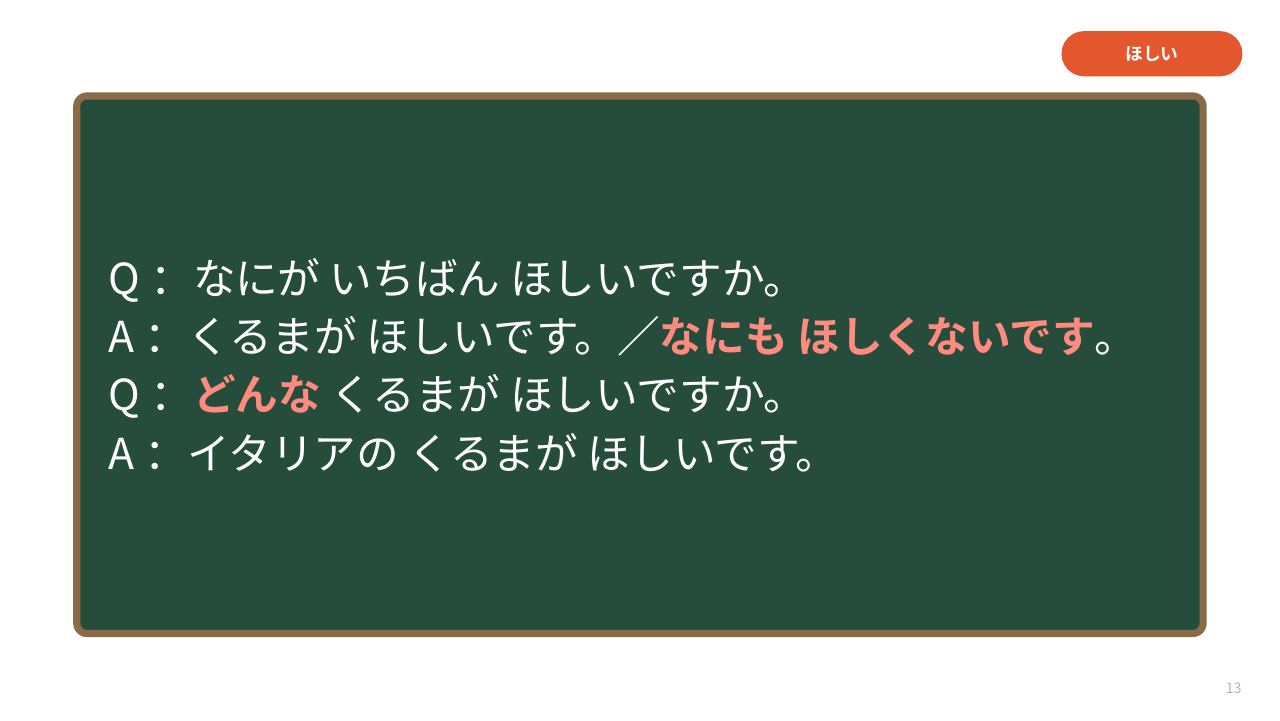 ほしい
Q： なにが いちばん ほしいですか。
A： くるまが ほしいです。／なにも ほしくないです。
Q： どんな くるまが ほしいですか。
A： イタリアの くるまが ほしいです。
13